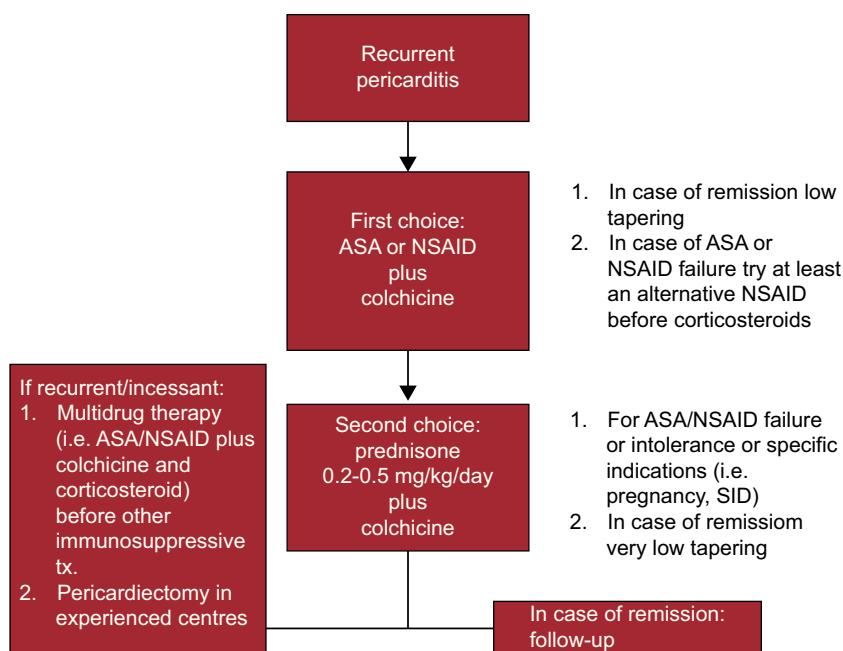 Recurrent
pericarditis
First choice:
ASA or NSAID
plus
colchicine
1. In case of remission low
tapering
2. In case of ASA or
NSAID failure try at least
an alternative NSAID
before corticosteroids
Second choice:
prednisone
0.2-0.5 mg/kg/day
plus
colchicine
1. For ASA/NSAID failure
or intolerance or specific
indications (i.e.
pregnancy, SID)
2. In case of remissiom
very low tapering
If recurrent/incessant:
1. Multidrug therapy
(i.e. ASA/NSAID plus
colchicine and
corticosteroid)
before other
immunosuppressive
tx.
2. Pericardiectomy in
experienced centres
In case of remission:
follow-up